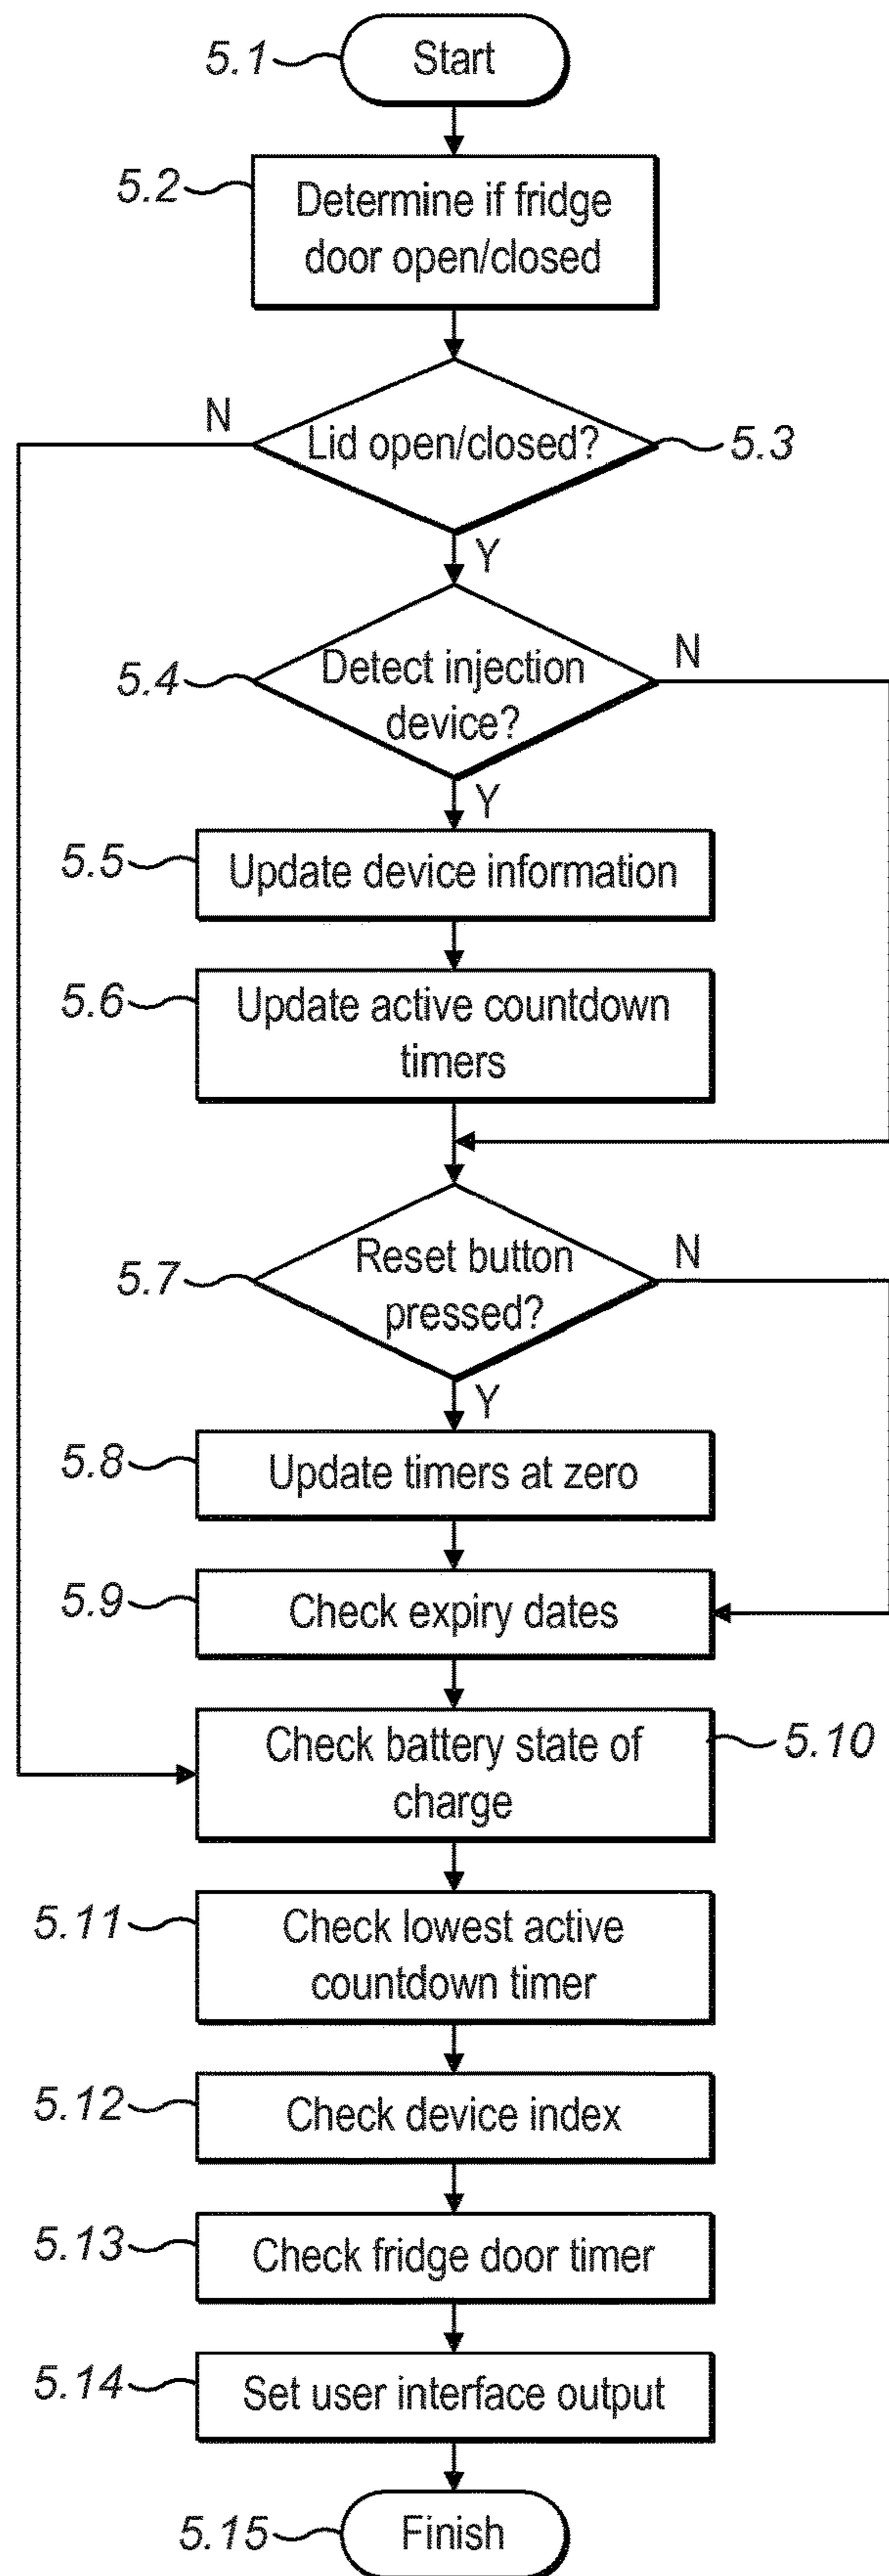 5.1
Start
5.2
Determine if fridge
door open/closed
N
Lid open/closed?
5.3
Y
5.4
Detect injection
device?
N
Y
5.5
Update device information
5.6
Update active countdown
timers
5.7
Reset button
pressed?
N
Y
5.8
Update timers at zero
5.9
Check expiry dates
Check battery state of
charge
5.10
5.11
Check lowest active
countdown timer
5.12
Check device index
5.13
Check fridge door timer
5.14
Set user interface output
5.15
Finish